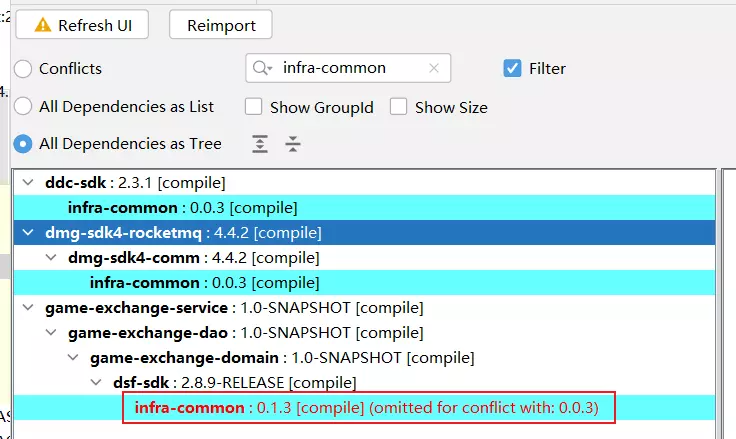 Refresh UI Reimport
Conflicts infra-common Filter
All Dependencies as List Show GroupId Show Size
All Dependencies as Tree
ddc-sdk : 2.3.1 [compile]
infra-common : 0.0.3 [compile]
dmg-sdk4-rocketmq : 4.4.2 [compile]
dmg-sdk4-comm : 4.4.2 [compile]
infra-common : 0.0.3 [compile]
game-exchange-service : 1.0-SNAPSHOT [compile]
game-exchange-dao : 1.0-SNAPSHOT [compile]
game-exchange-domain : 1.0-SNAPSHOT [compile]
dsf-sdk : 2.8.9-RELEASE [compile]
infra-common : 0.1.3 [compile] (omitted for conflict with: 0.0.3)